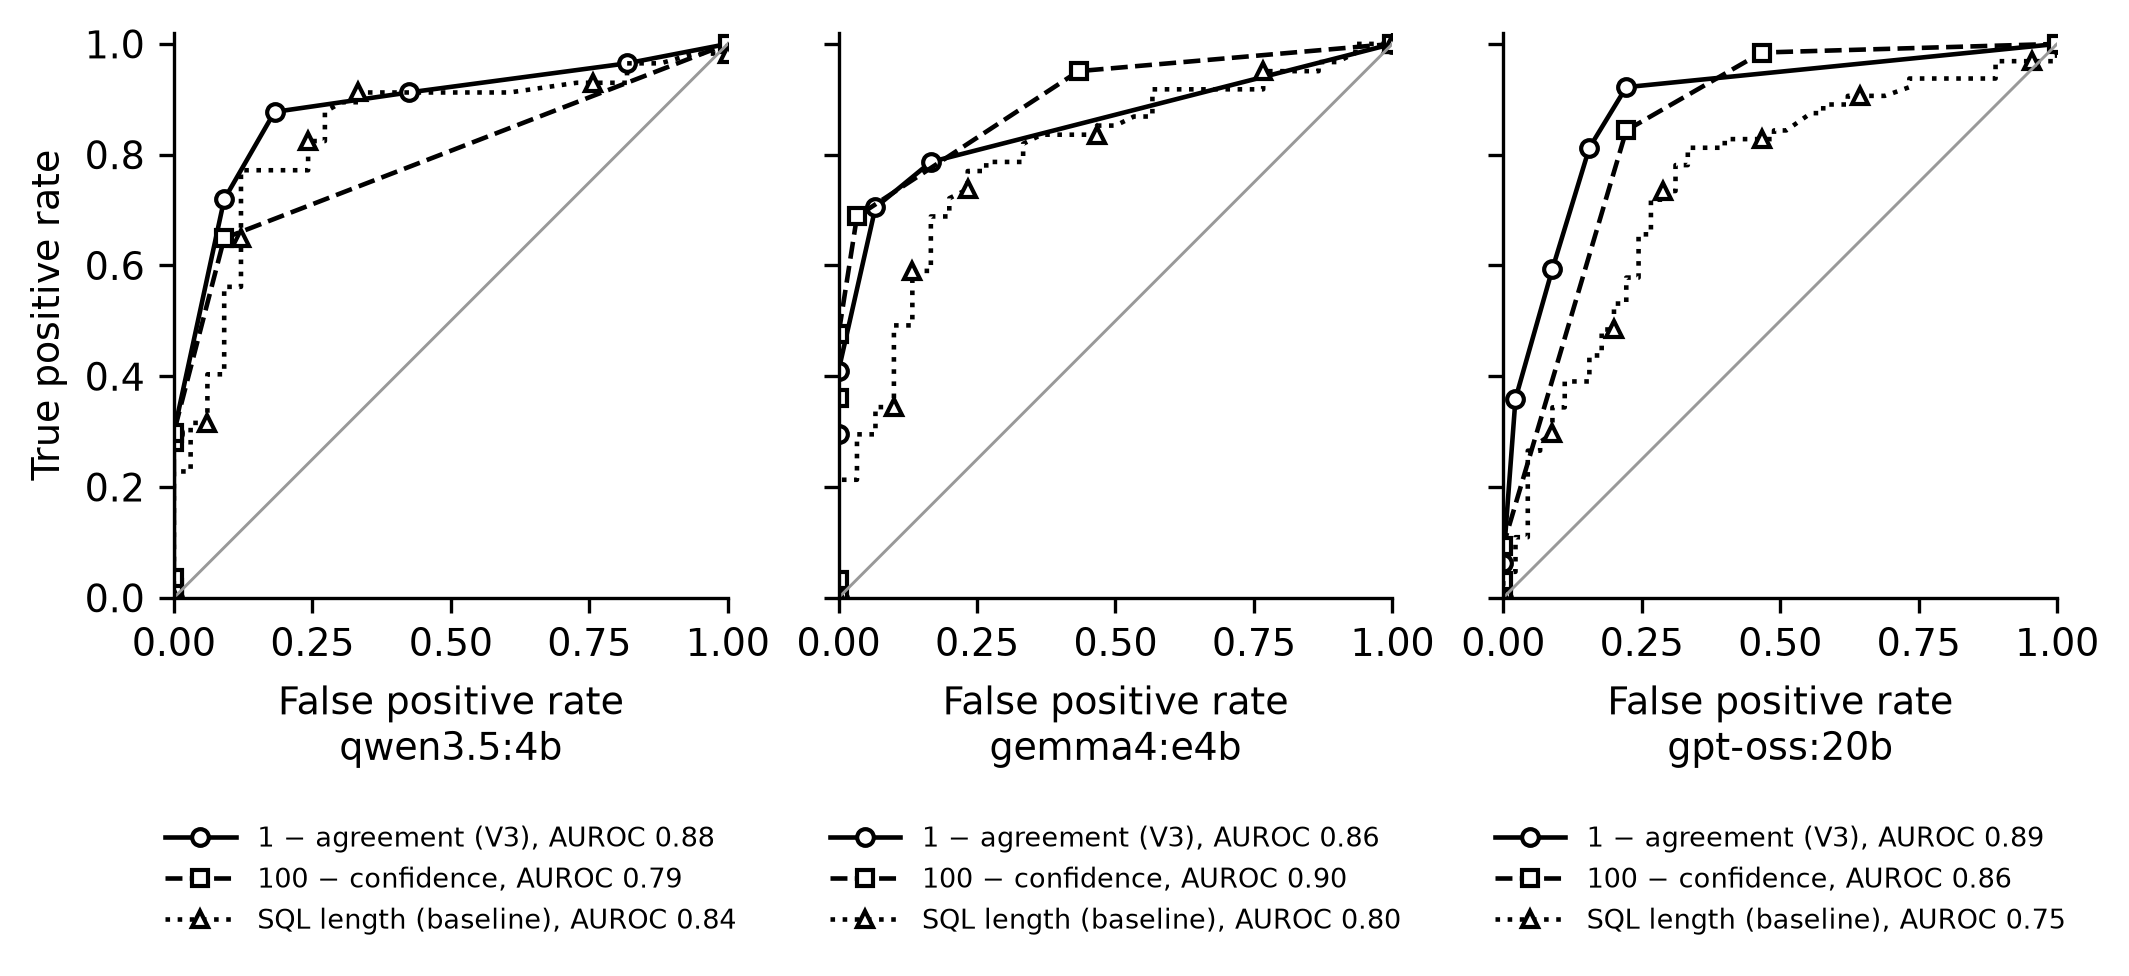 True positive rate
1.0
0.8
0.6
0.4
0.2
0.0
0.00 0.25 0.50 0.75 1.00 0.00 0.25 0.50 0.75 1.00 0.00 0.25 0.50 0.75 1.00
False positive rate
qwen3.5:4b
False positive rate
gemma4:e4b
False positive rate
gpt-oss:20b
1 − agreement (V3), AUROC 0.88
100 − confidence, AUROC 0.79
SQL length (baseline), AUROC 0.84
1 − agreement (V3), AUROC 0.86
100 − confidence, AUROC 0.90
SQL length (baseline), AUROC 0.80
1 − agreement (V3), AUROC 0.89
100 − confidence, AUROC 0.86
SQL length (baseline), AUROC 0.75